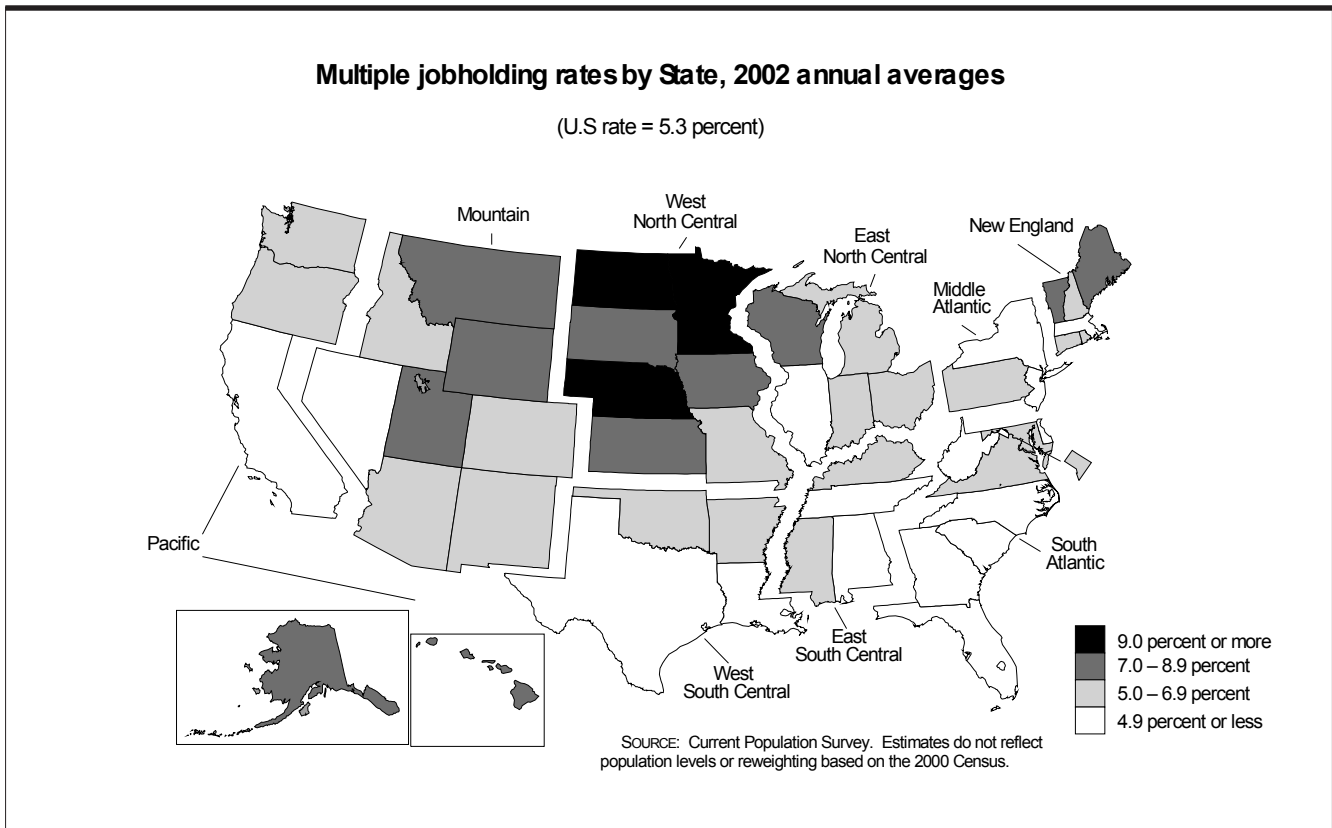 Multiple jobholding rates by State, 2002 annual averages
(U.S rate = 5.3 percent)
West
North Central
Mountain
New England
East
North Central
Middle
Atlantic
Pacific
South
Atlantic
East
South Central
West
South Central
9.0 percent or more
7.0 – 8.9 percent
5.0 – 6.9 percent
4.9 percent or less
SOURCE: Current Population Survey. Estimates do not reflect
population levels or reweighting based on the 2000 Census.